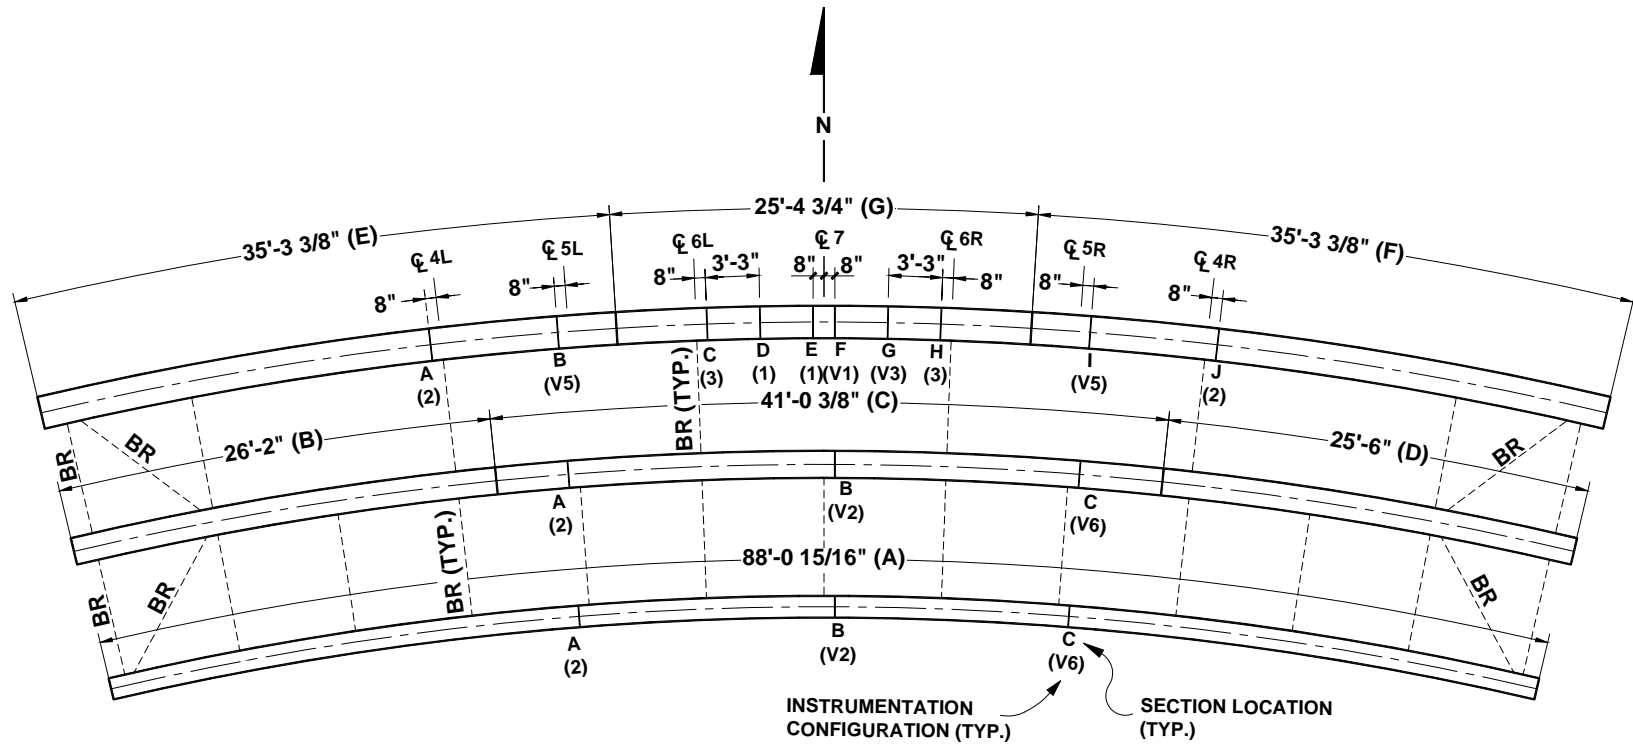 N
35'-3 3/8" (E)
25'-4 3/4" (G)
35'-3 3/8" (F)
℄ 4L
℄ 5L
℄ 6L
℄ 7
℄ 6R
℄ 5R
℄ 4R
8"
8"
8"
3'-3"
8"
8"
3'-3"
8"
8"
8"
A
(2)
B
(V5)
C
(3)
D
(1)
E
(1)
F
(V1)
G
(V3)
H
(3)
I
(V5)
J
(2)
BR (TYP.)
26'-2" (B)
41'-0 3/8" (C)
25'-6" (D)
BR
BR
BR
A
(2)
B
(V2)
C
(V6)
BR (TYP.)
88'-0 15/16" (A)
BR
BR
BR
A
(2)
B
(V2)
C
(V6)
INSTRUMENTATION
CONFIGURATION (TYP.)
SECTION LOCATION
(TYP.)